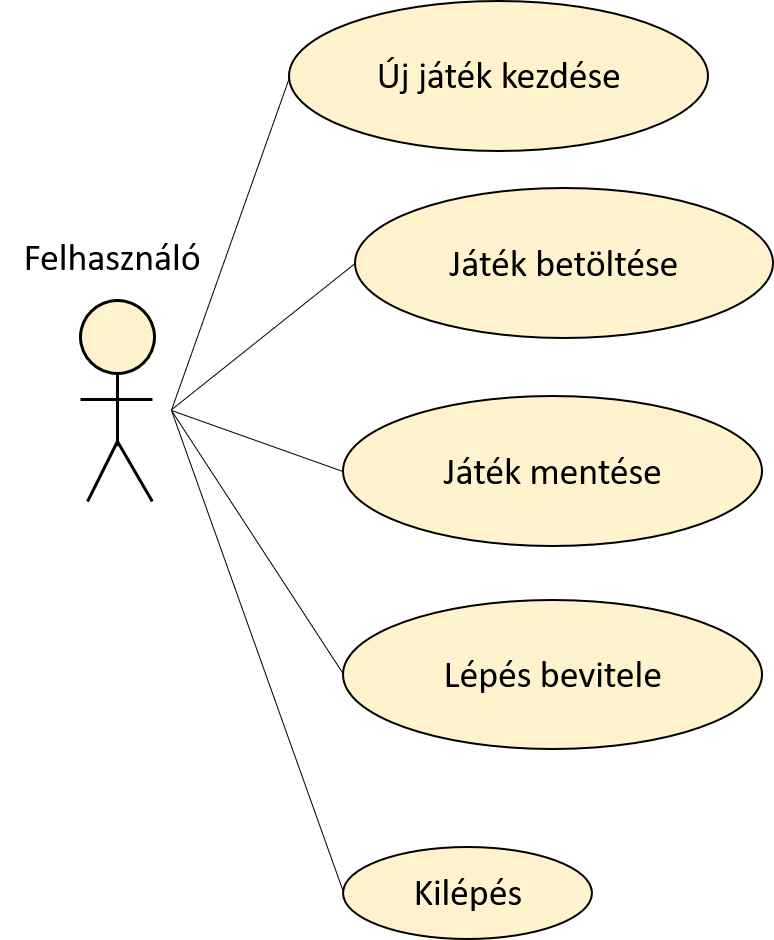 Új játék kezdése
Felhasználó
Játék betöltése
Játék mentése
Lépés bevitele
Kilépés